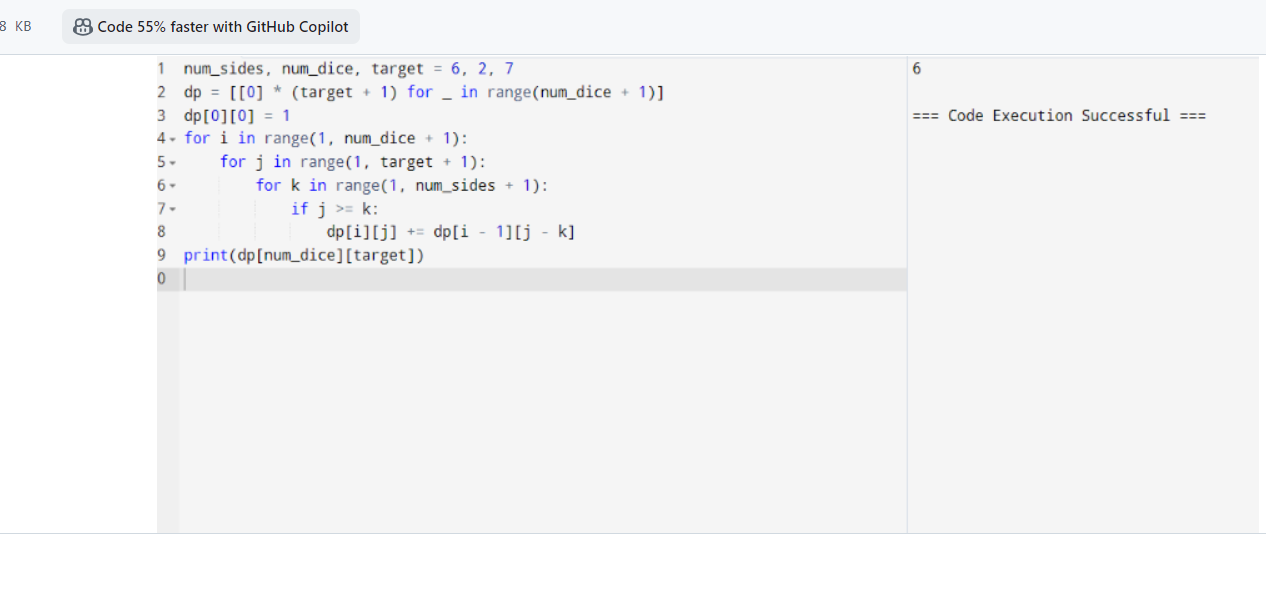 8 KB
Code 55% faster with GitHub Copilot
1 num_sides, num_dice, target = 6, 2, 7
2 dp = [[0] * (target + 1) for _ in range(num_dice + 1)]
3 dp[0][0] = 1
4 for i in range(1, num_dice + 1):
5     for j in range(1, target + 1):
6         for k in range(1, num_sides + 1):
7             if j >= k:
8                 dp[i][j] += dp[i - 1][j - k]
9 print(dp[num_dice][target])
0
6
=== Code Execution Successful ===